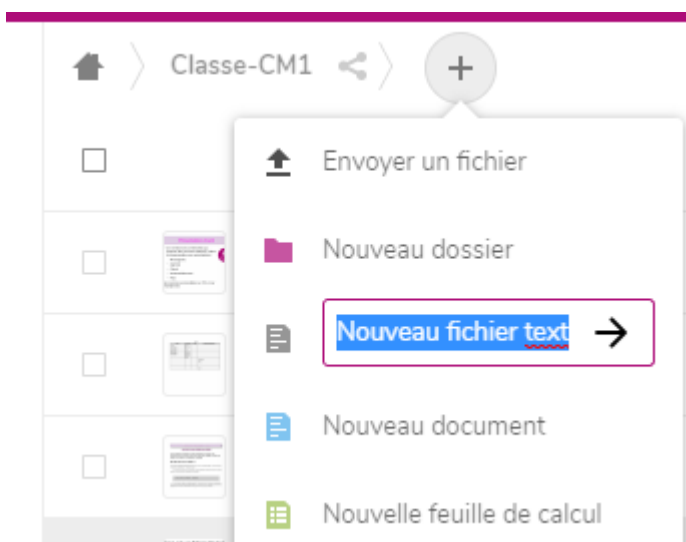 Classe-CM1
Envoyer un fichier
Nouveau dossier
Nouveau fichier text
Nouveau document
Nouvelle feuille de calcul